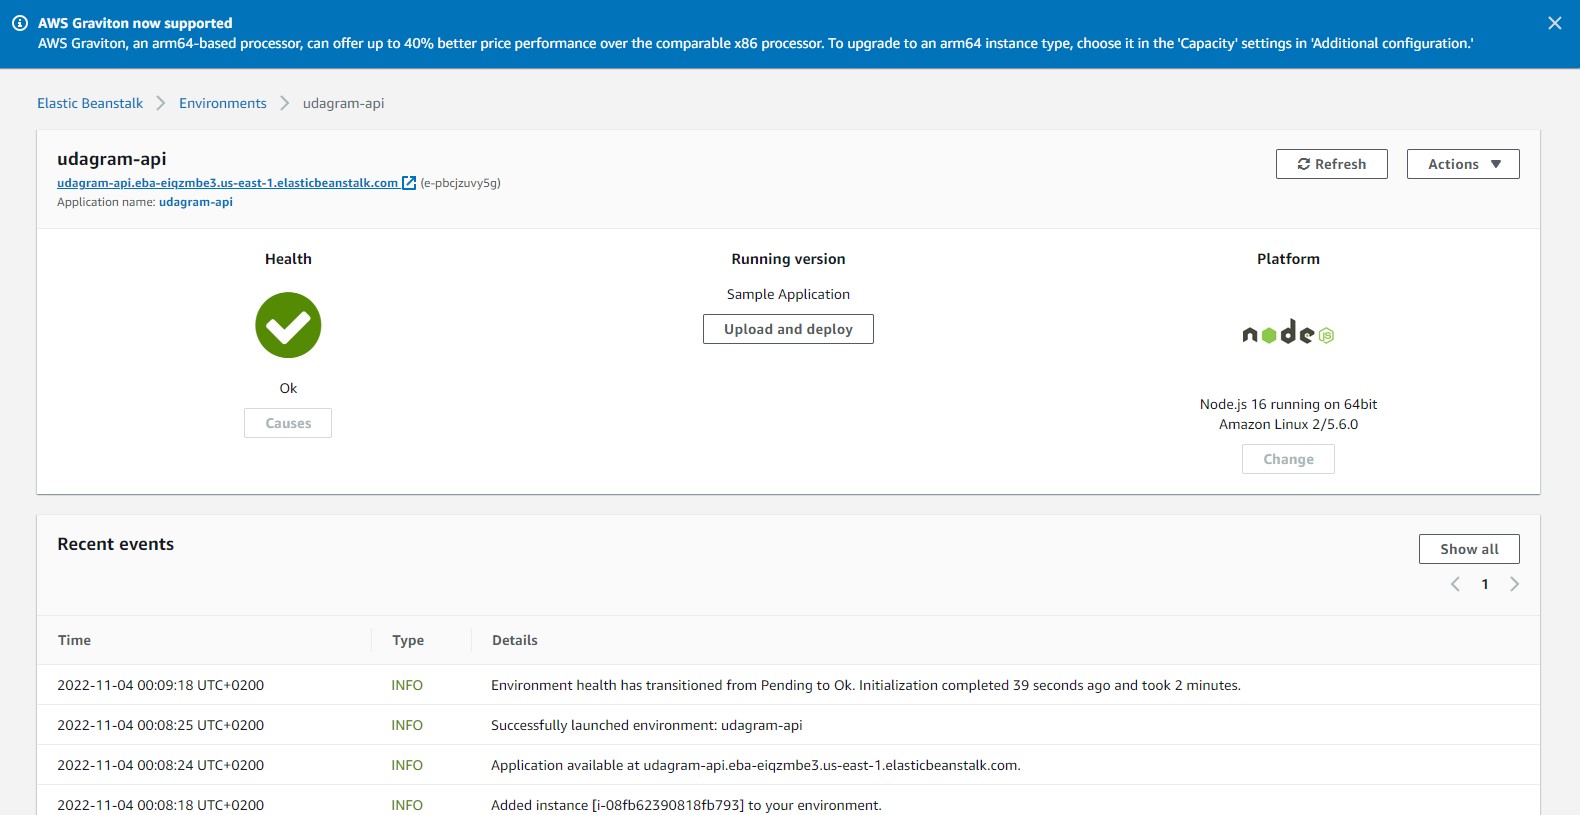 AWS Graviton now supported
AWS Graviton, an arm64-based processor, can offer up to 40% better price performance over the comparable x86 processor. To upgrade to an arm64 instance type, choose it in the 'Capacity' settings in 'Additional configuration.'
Elastic Beanstalk > Environments > udagram-api
udagram-api
udagram-api.eba-eiqzmbe3.us-east-1.elasticbeanstalk.com (e-pbcjzuvy5g)
Application name: udagram-api
Refresh
Actions
Health
Ok
Causes
Running version
Sample Application
Upload and deploy
Platform
node JS
Node.js 16 running on 64bit
Amazon Linux 2/5.6.0
Change
Recent events
Show all
1
Time Type Details
2022-11-04 00:09:18 UTC+0200 INFO Environment health has transitioned from Pending to Ok. Initialization completed 39 seconds ago and took 2 minutes.
2022-11-04 00:08:25 UTC+0200 INFO Successfully launched environment: udagram-api
2022-11-04 00:08:24 UTC+0200 INFO Application available at udagram-api.eba-eiqzmbe3.us-east-1.elasticbeanstalk.com.
2022-11-04 00:08:18 UTC+0200 INFO Added instance [i-08fb62390818fb793] to your environment.